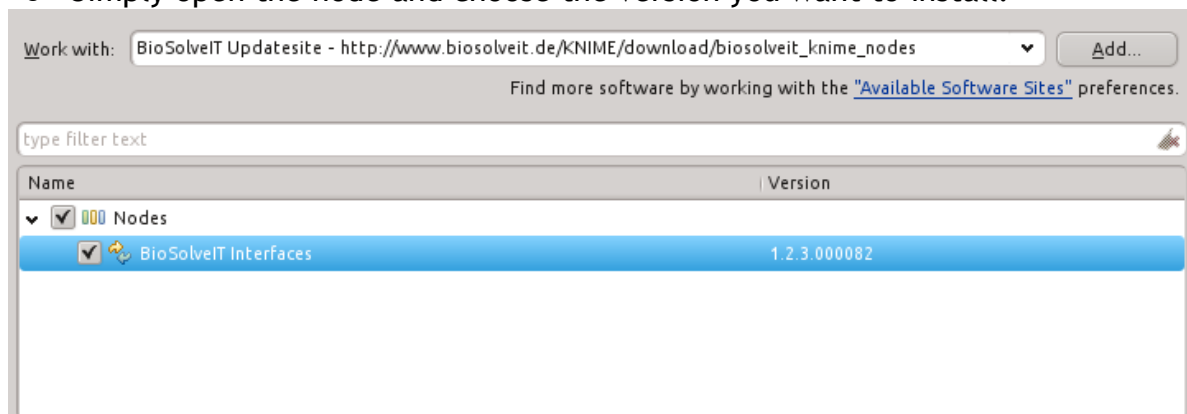 Simply open the node and choose the version you want to install.
Work with: BioSolveIT Updatesite - http://www.biosolveit.de/KNIME/download/biosolveit_knime_nodes Add...
Find more software by working with the "Available Software Sites" preferences.
type filter text
Name Version
Nodes
BioSolveIT Interfaces 1.2.3.000082